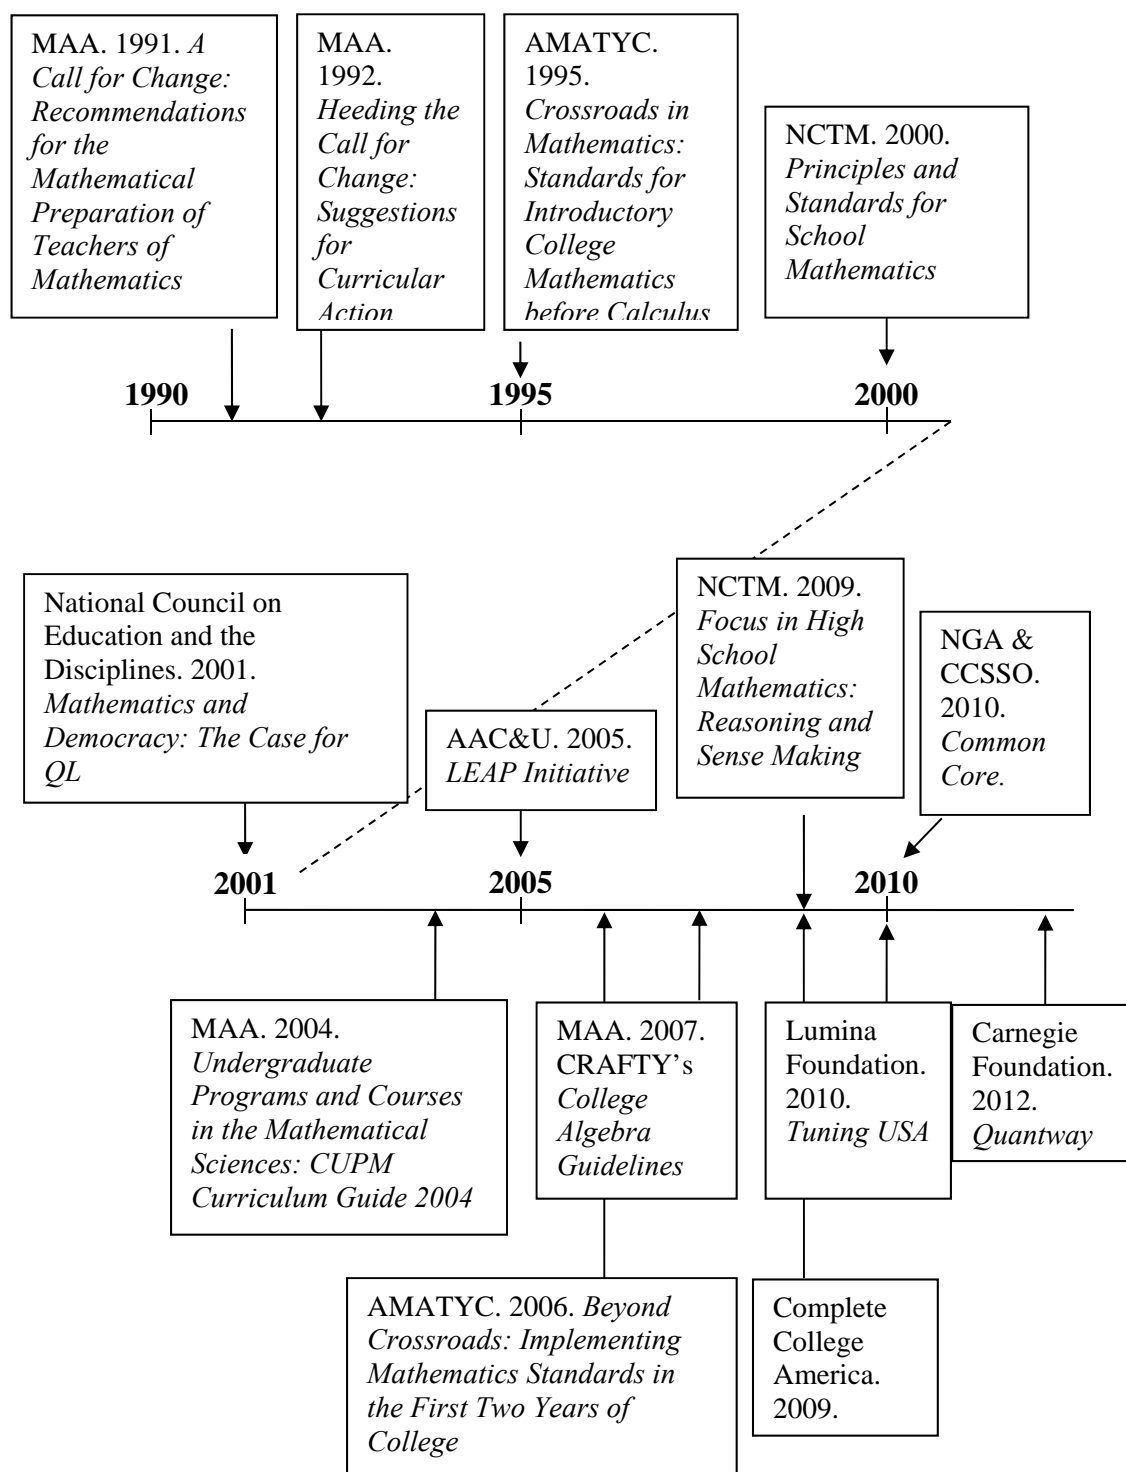 MAA. 1991. A
Call for Change:
Recommendations
for the
Mathematical
Preparation of
Teachers of
Mathematics
MAA.
1992.
Heeding the
Call for
Change:
Suggestions
for
Curricular
Action
AMATYC.
1995.
Crossroads in
Mathematics:
Standards for
Introductory
College
Mathematics
before Calculus
NCTM. 2000.
Principles and
Standards for
School
Mathematics
1990
1995
2000
National Council on
Education and the
Disciplines. 2001.
Mathematics and
Democracy: The Case for
QL
AAC&U. 2005.
LEAP Initiative
NCTM. 2009.
Focus in High
School
Mathematics:
Reasoning and
Sense Making
NGA &
CCSSO.
2010.
Common
Core.
2001
2005
2010
MAA. 2004.
Undergraduate
Programs and Courses
in the Mathematical
Sciences: CUPM
Curriculum Guide 2004
MAA. 2007.
CRAFTY's
College
Algebra
Guidelines
Lumina
Foundation.
2010.
Tuning USA
Carnegie
Foundation.
2012.
Quantway
AMATYC. 2006. Beyond
Crossroads: Implementing
Mathematics Standards in
the First Two Years of
College
Complete
College
America.
2009.